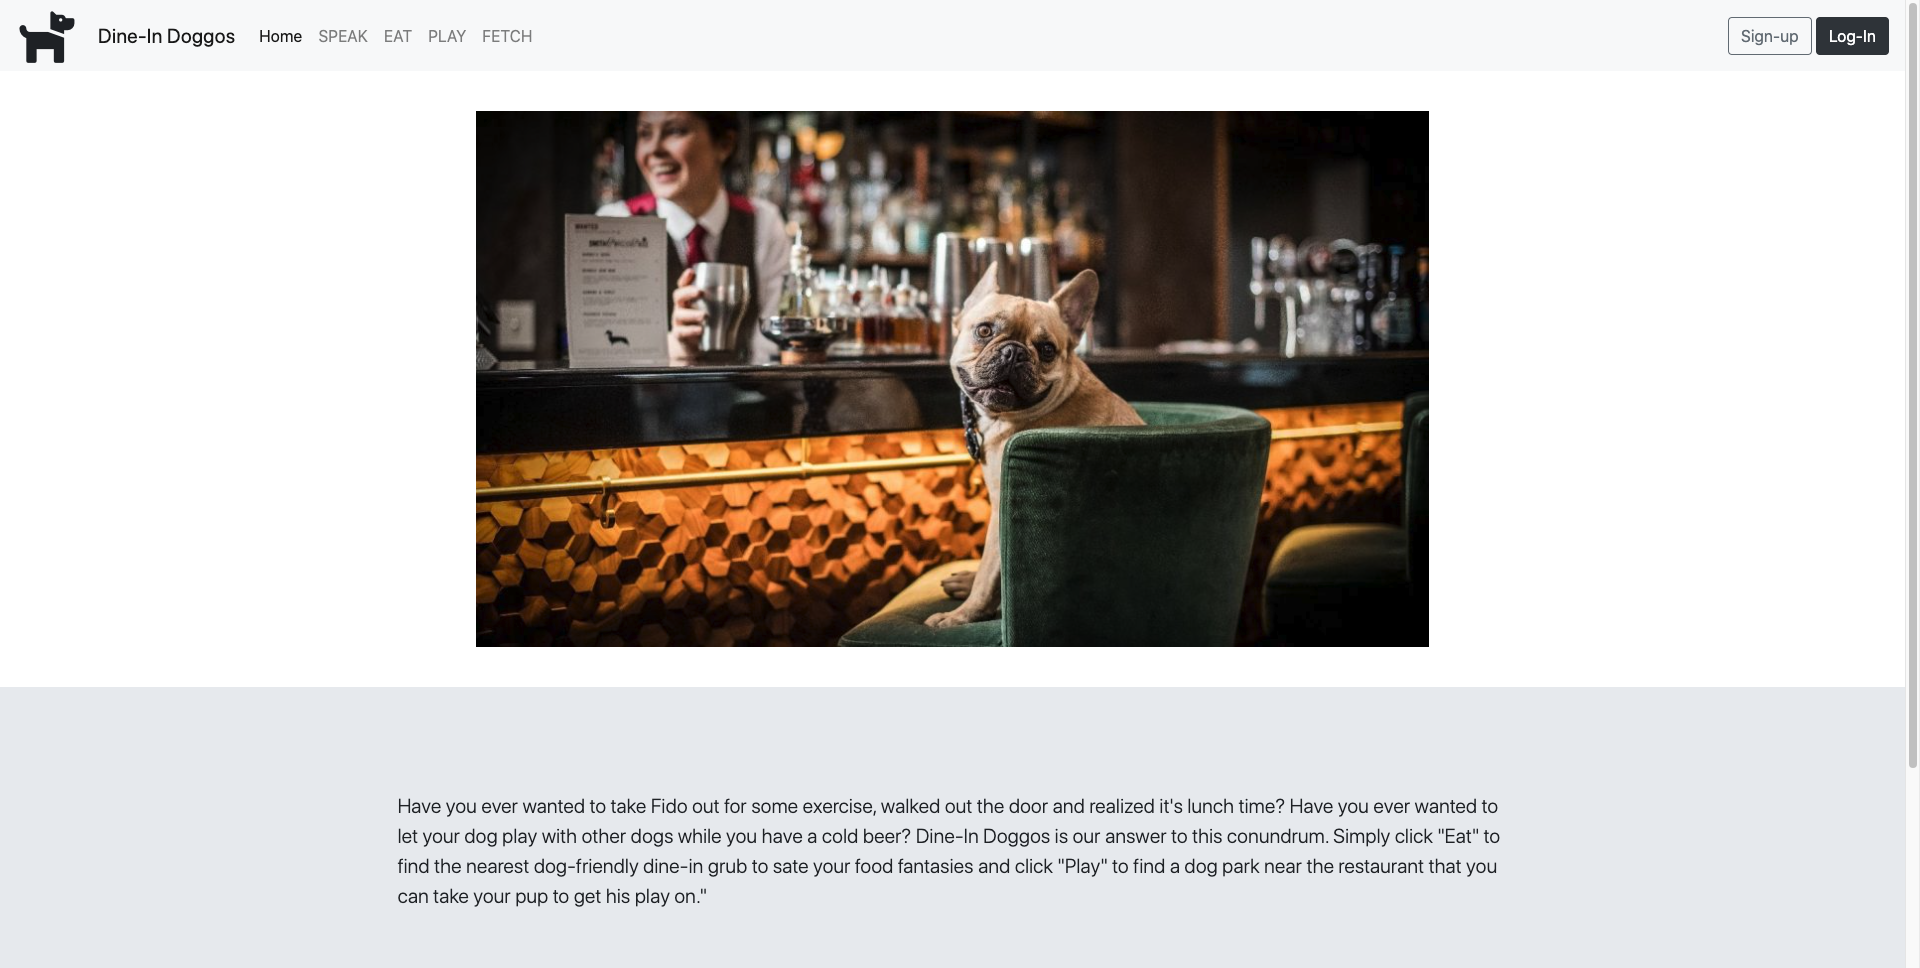 Dine-In Doggos Home SPEAK EAT PLAY FETCH Sign-up Log-In
WANTED
Have you ever wanted to take Fido out for some exercise, walked out the door and realized it's lunch time? Have you ever wanted to
let your dog play with other dogs while you have a cold beer? Dine-In Doggos is our answer to this conundrum. Simply click "Eat" to
find the nearest dog-friendly dine-in grub to sate your food fantasies and click "Play" to find a dog park near the restaurant that you
can take your pup to get his play on."